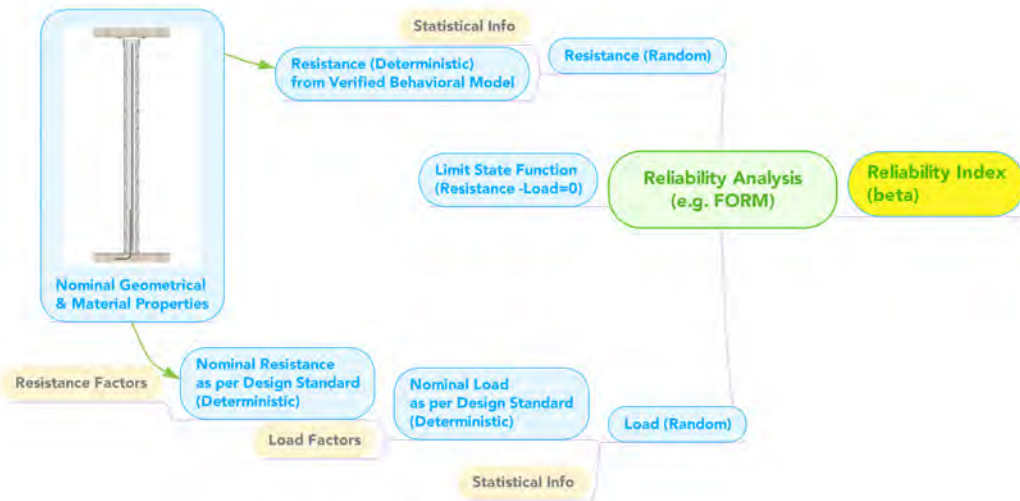 Statistical Info
Resistance (Deterministic)
from Verified Behavioral Model
Resistance (Random)
Limit State Function
(Resistance -Load=0)
Reliability Analysis
(e.g. FORM)
Reliability Index
(beta)
Nominal Geometrical
& Material Properties
Resistance Factors
Nominal Resistance
as per Design Standard
(Deterministic)
Load Factors
Nominal Load
as per Design Standard
(Deterministic)
Load (Random)
Statistical Info